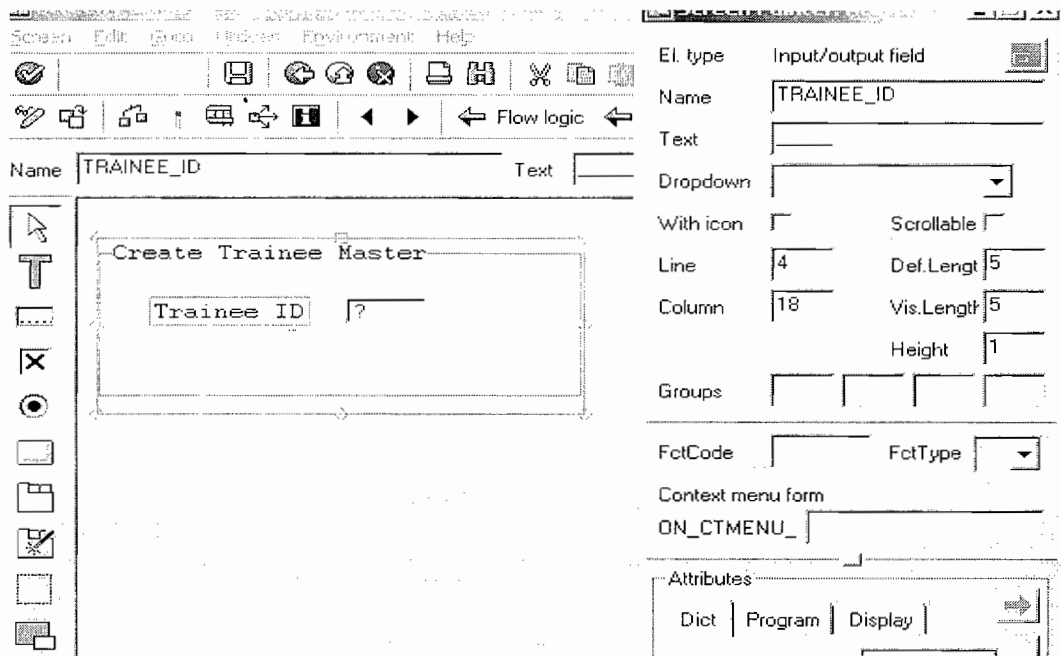 Screen Edit Goto Utilities Environment Help
Flow logic
Name TRAINEE_ID Text
Create Trainee Master
Trainee ID ?
El. type Input/output field
Name TRAINEE_ID
Text
Dropdown
With icon Scrollable
Line 4 Def.Lengt 5
Column 18 Vis.Length 5
Height 1
Groups
FctCode FctType
Context menu form
ON_CTMENU_
Attributes
Dict Program Display